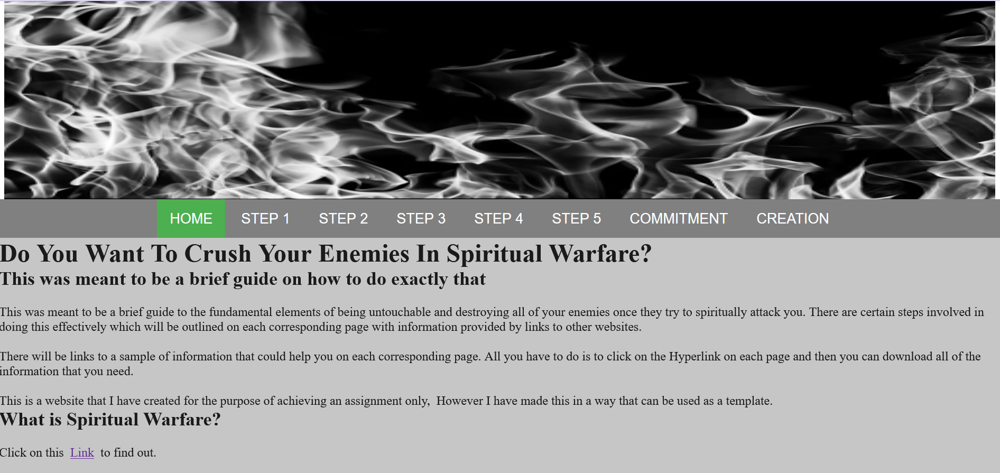 HOME STEP 1 STEP 2 STEP 3 STEP 4 STEP 5 COMMITMENT CREATION
Do You Want To Crush Your Enemies In Spiritual Warfare?
This was meant to be a brief guide on how to do exactly that
This was meant to be a brief guide to the fundamental elements of being untouchable and destroying all of your enemies once they try to spiritually attack you. There are certain steps involved in
doing this effectively which will be outlined on each corresponding page with information provided by links to other websites.
There will be links to a sample of information that could help you on each corresponding page. All you have to do is to click on the Hyperlink on each page and then you can download all of the
information that you need.
This is a website that I have created for the purpose of achieving an assignment only,  However I have made this in a way that can be used as a template.
What is Spiritual Warfare?
Click on this  Link  to find out.